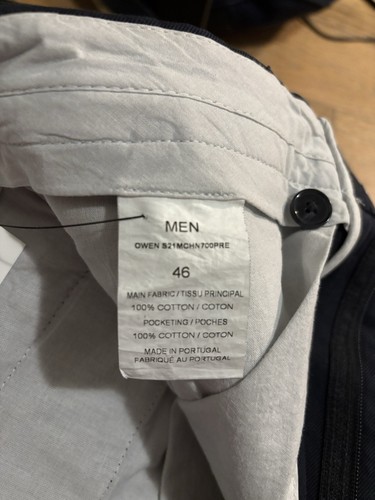 MEN
OWEN S21MCHN700PRE
46
MAIN FABRIC / TISSU PRINCIPAL
100% COTTON / COTON
POCKETING / POCHES
100% COTTON / COTON
MADE IN PORTUGAL
FABRIQUÉ AU PORTUGAL